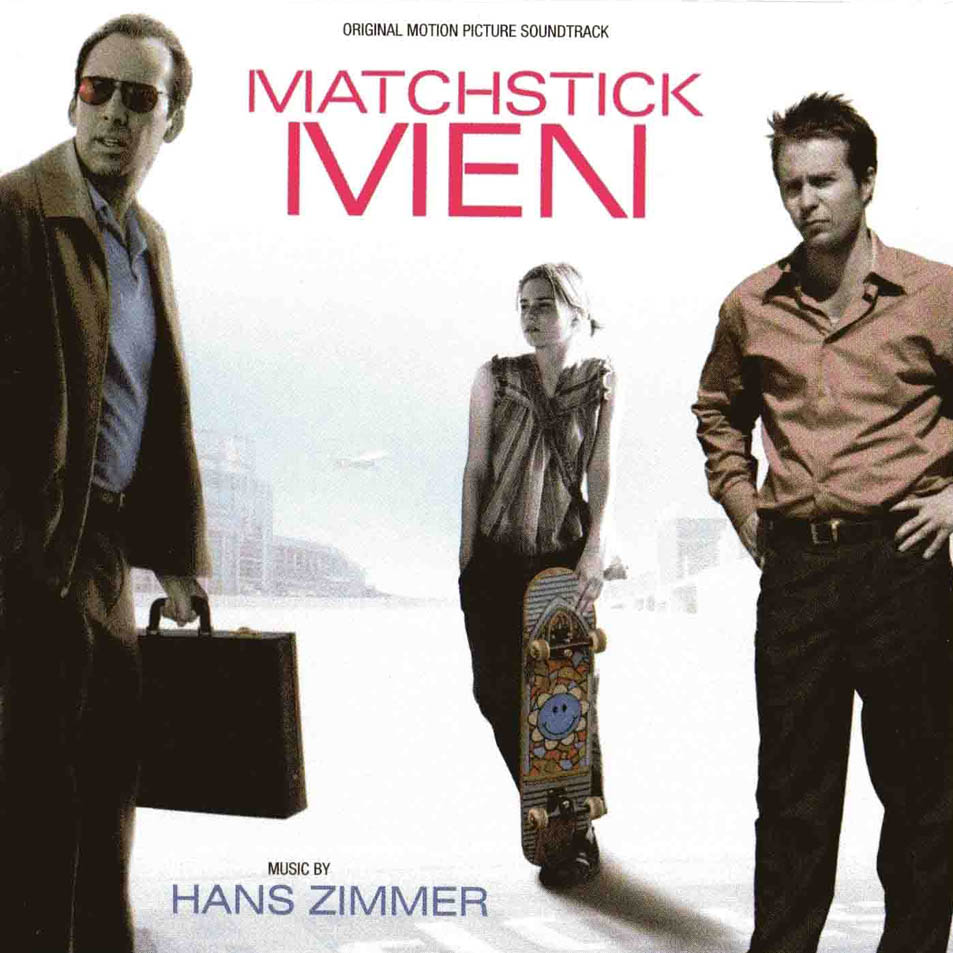 ORIGINAL MOTION PICTURE SOUNDTRACK
MATCHSTICK
MEN
MUSIC BY
HANS ZIMMER